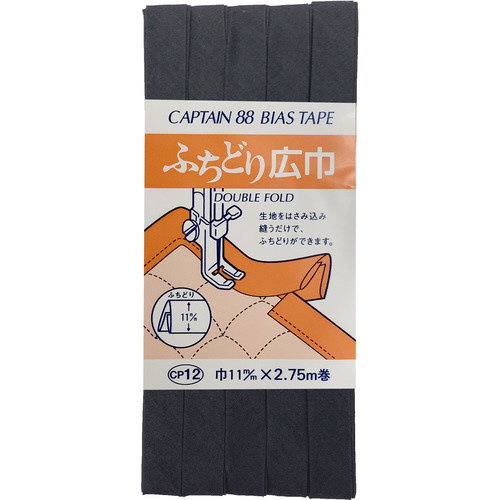 CAPTAIN 88 BIAS TAPE
ふちどり広巾
DOUBLE FOLD
生地をはさみ込み
縫うだけで、
ふちどりができます。
ふちどり
11m/m
CP12 巾11m/m×2.75m巻